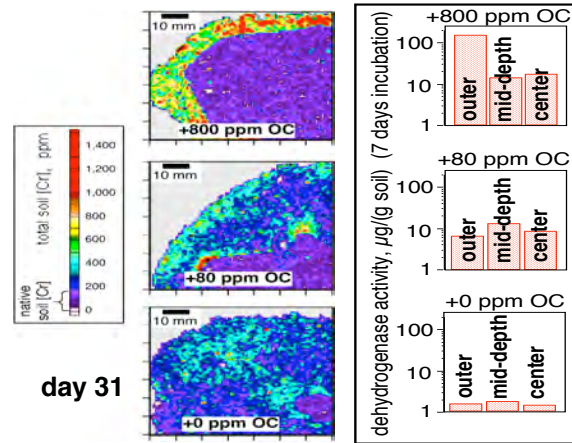 10 mm
+800 ppm OC
total soil [Cr], ppm
1,400
1,200
1,000
800
600
400
200
0
native
soil [Cr]
10 mm
+80 ppm OC
10 mm
+0 ppm OC
day 31
dehydrogenase activity, µg/(g soil) (7 days incubation)
+800 ppm OC
100
10
1
outer
mid-depth
center
+80 ppm OC
100
10
1
outer
mid-depth
center
+0 ppm OC
100
10
1
outer
mid-depth
center